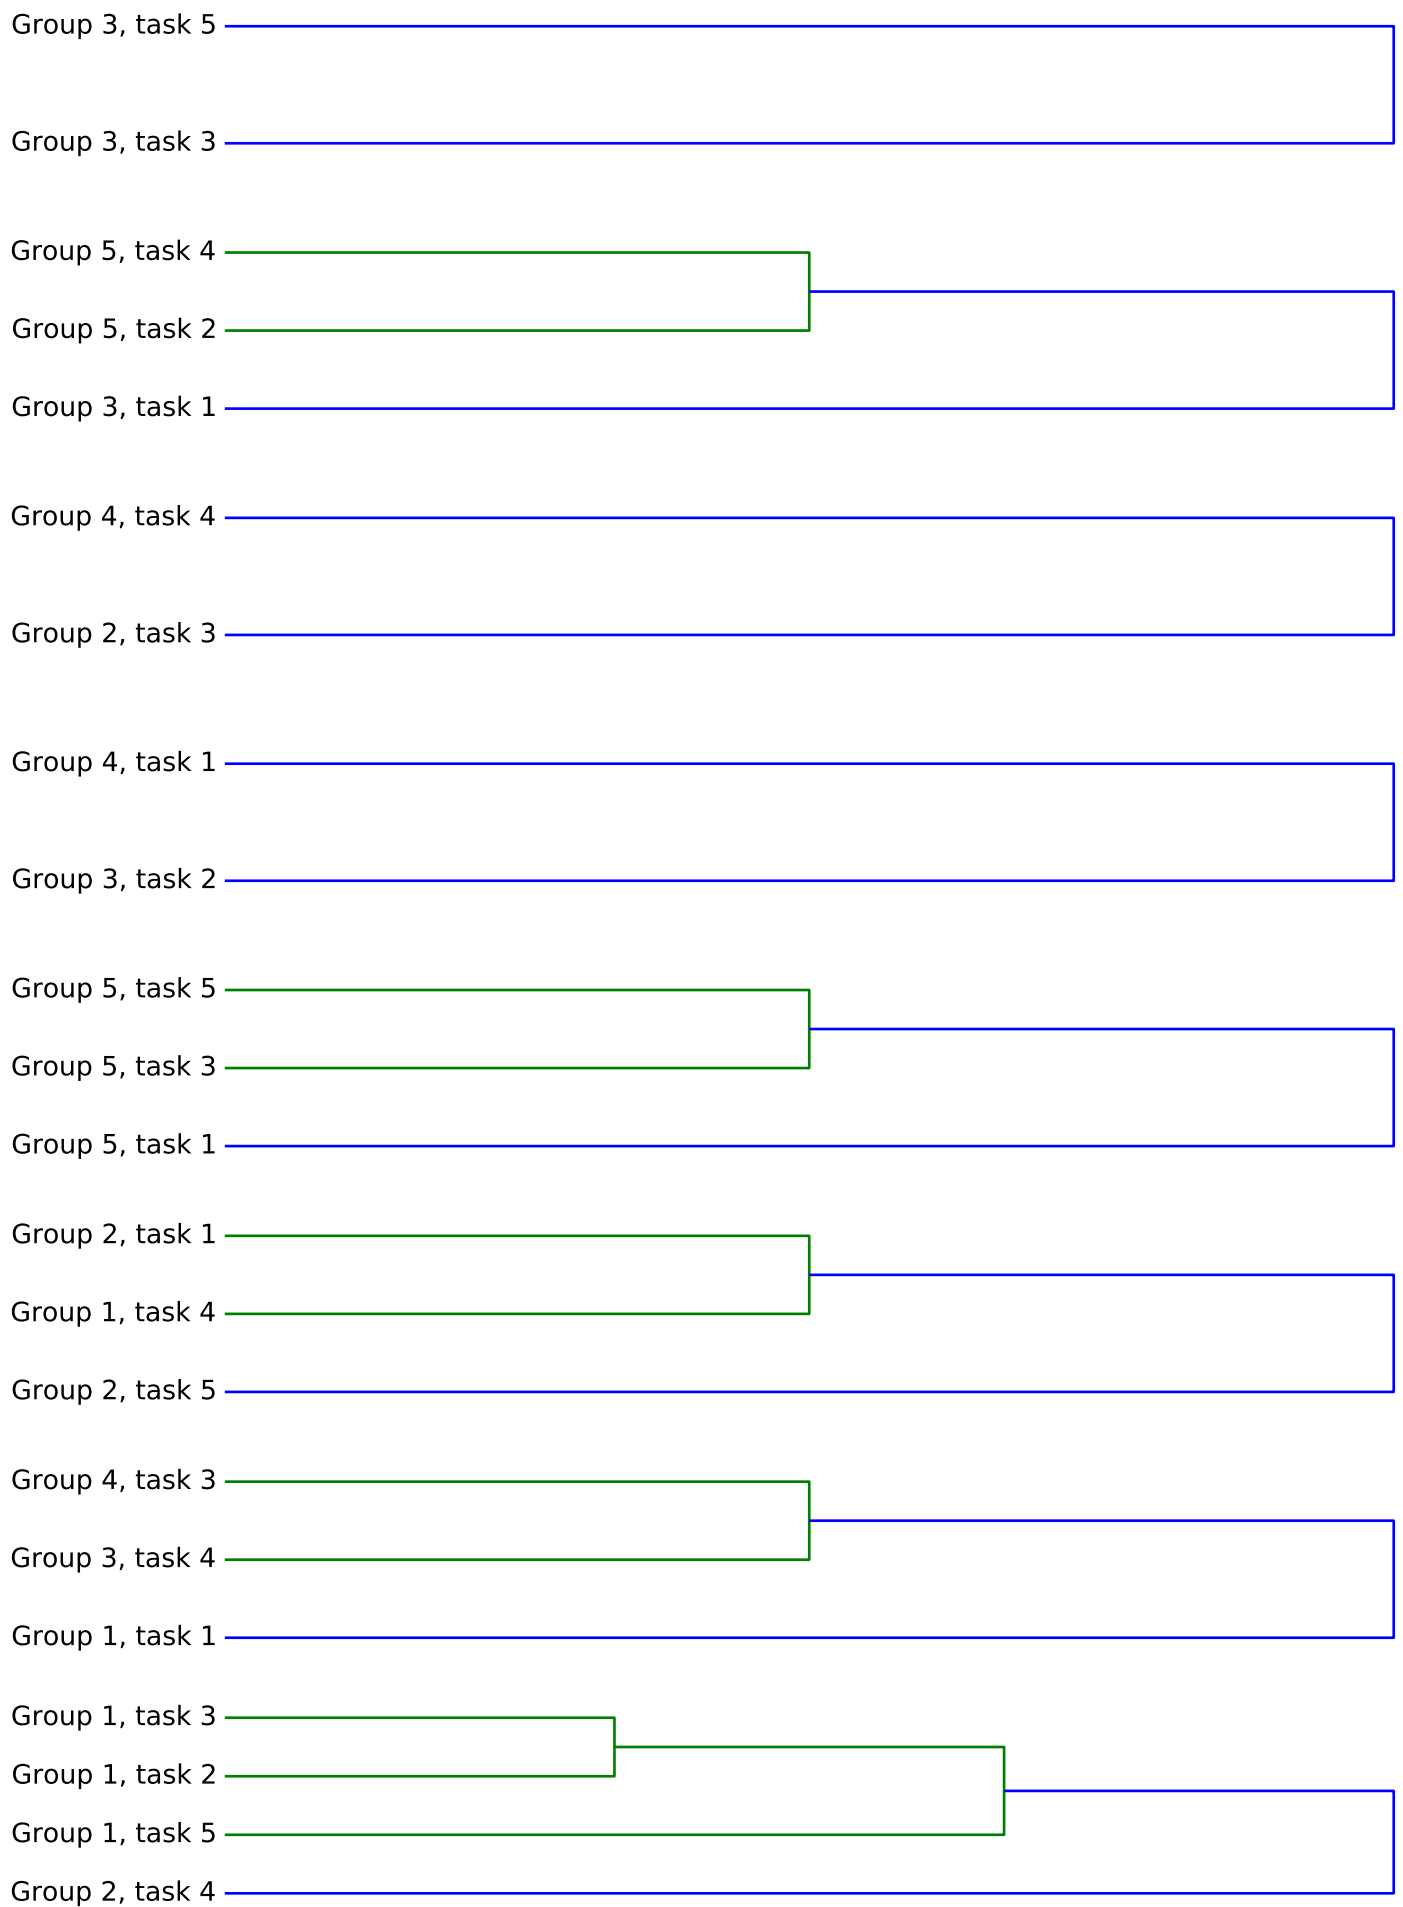 Group 3, task 5
Group 3, task 3
Group 5, task 4
Group 5, task 2
Group 3, task 1
Group 4, task 4
Group 2, task 3
Group 4, task 1
Group 3, task 2
Group 5, task 5
Group 5, task 3
Group 5, task 1
Group 2, task 1
Group 1, task 4
Group 2, task 5
Group 4, task 3
Group 3, task 4
Group 1, task 1
Group 1, task 3
Group 1, task 2
Group 1, task 5
Group 2, task 4